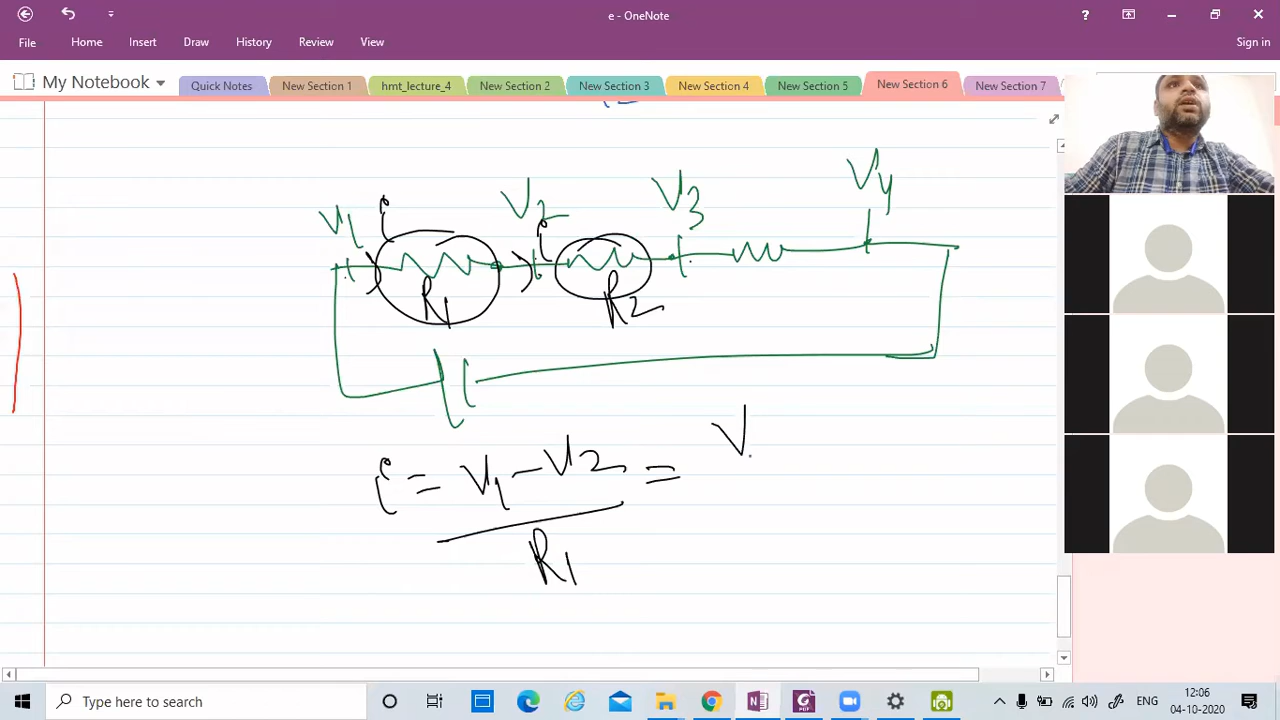 e - OneNote
File Home Insert Draw History Review View Sign in
My Notebook Quick Notes New Section 1 hmt_lecture_4 New Section 2 New Section 3 New Section 4 New Section 5 New Section 6 New Section 7
V1 i V2 i V3 V4
R1 R2
i = V1 - V2 = V
R1
Type here to search
ENG 2:06
04-10-2020